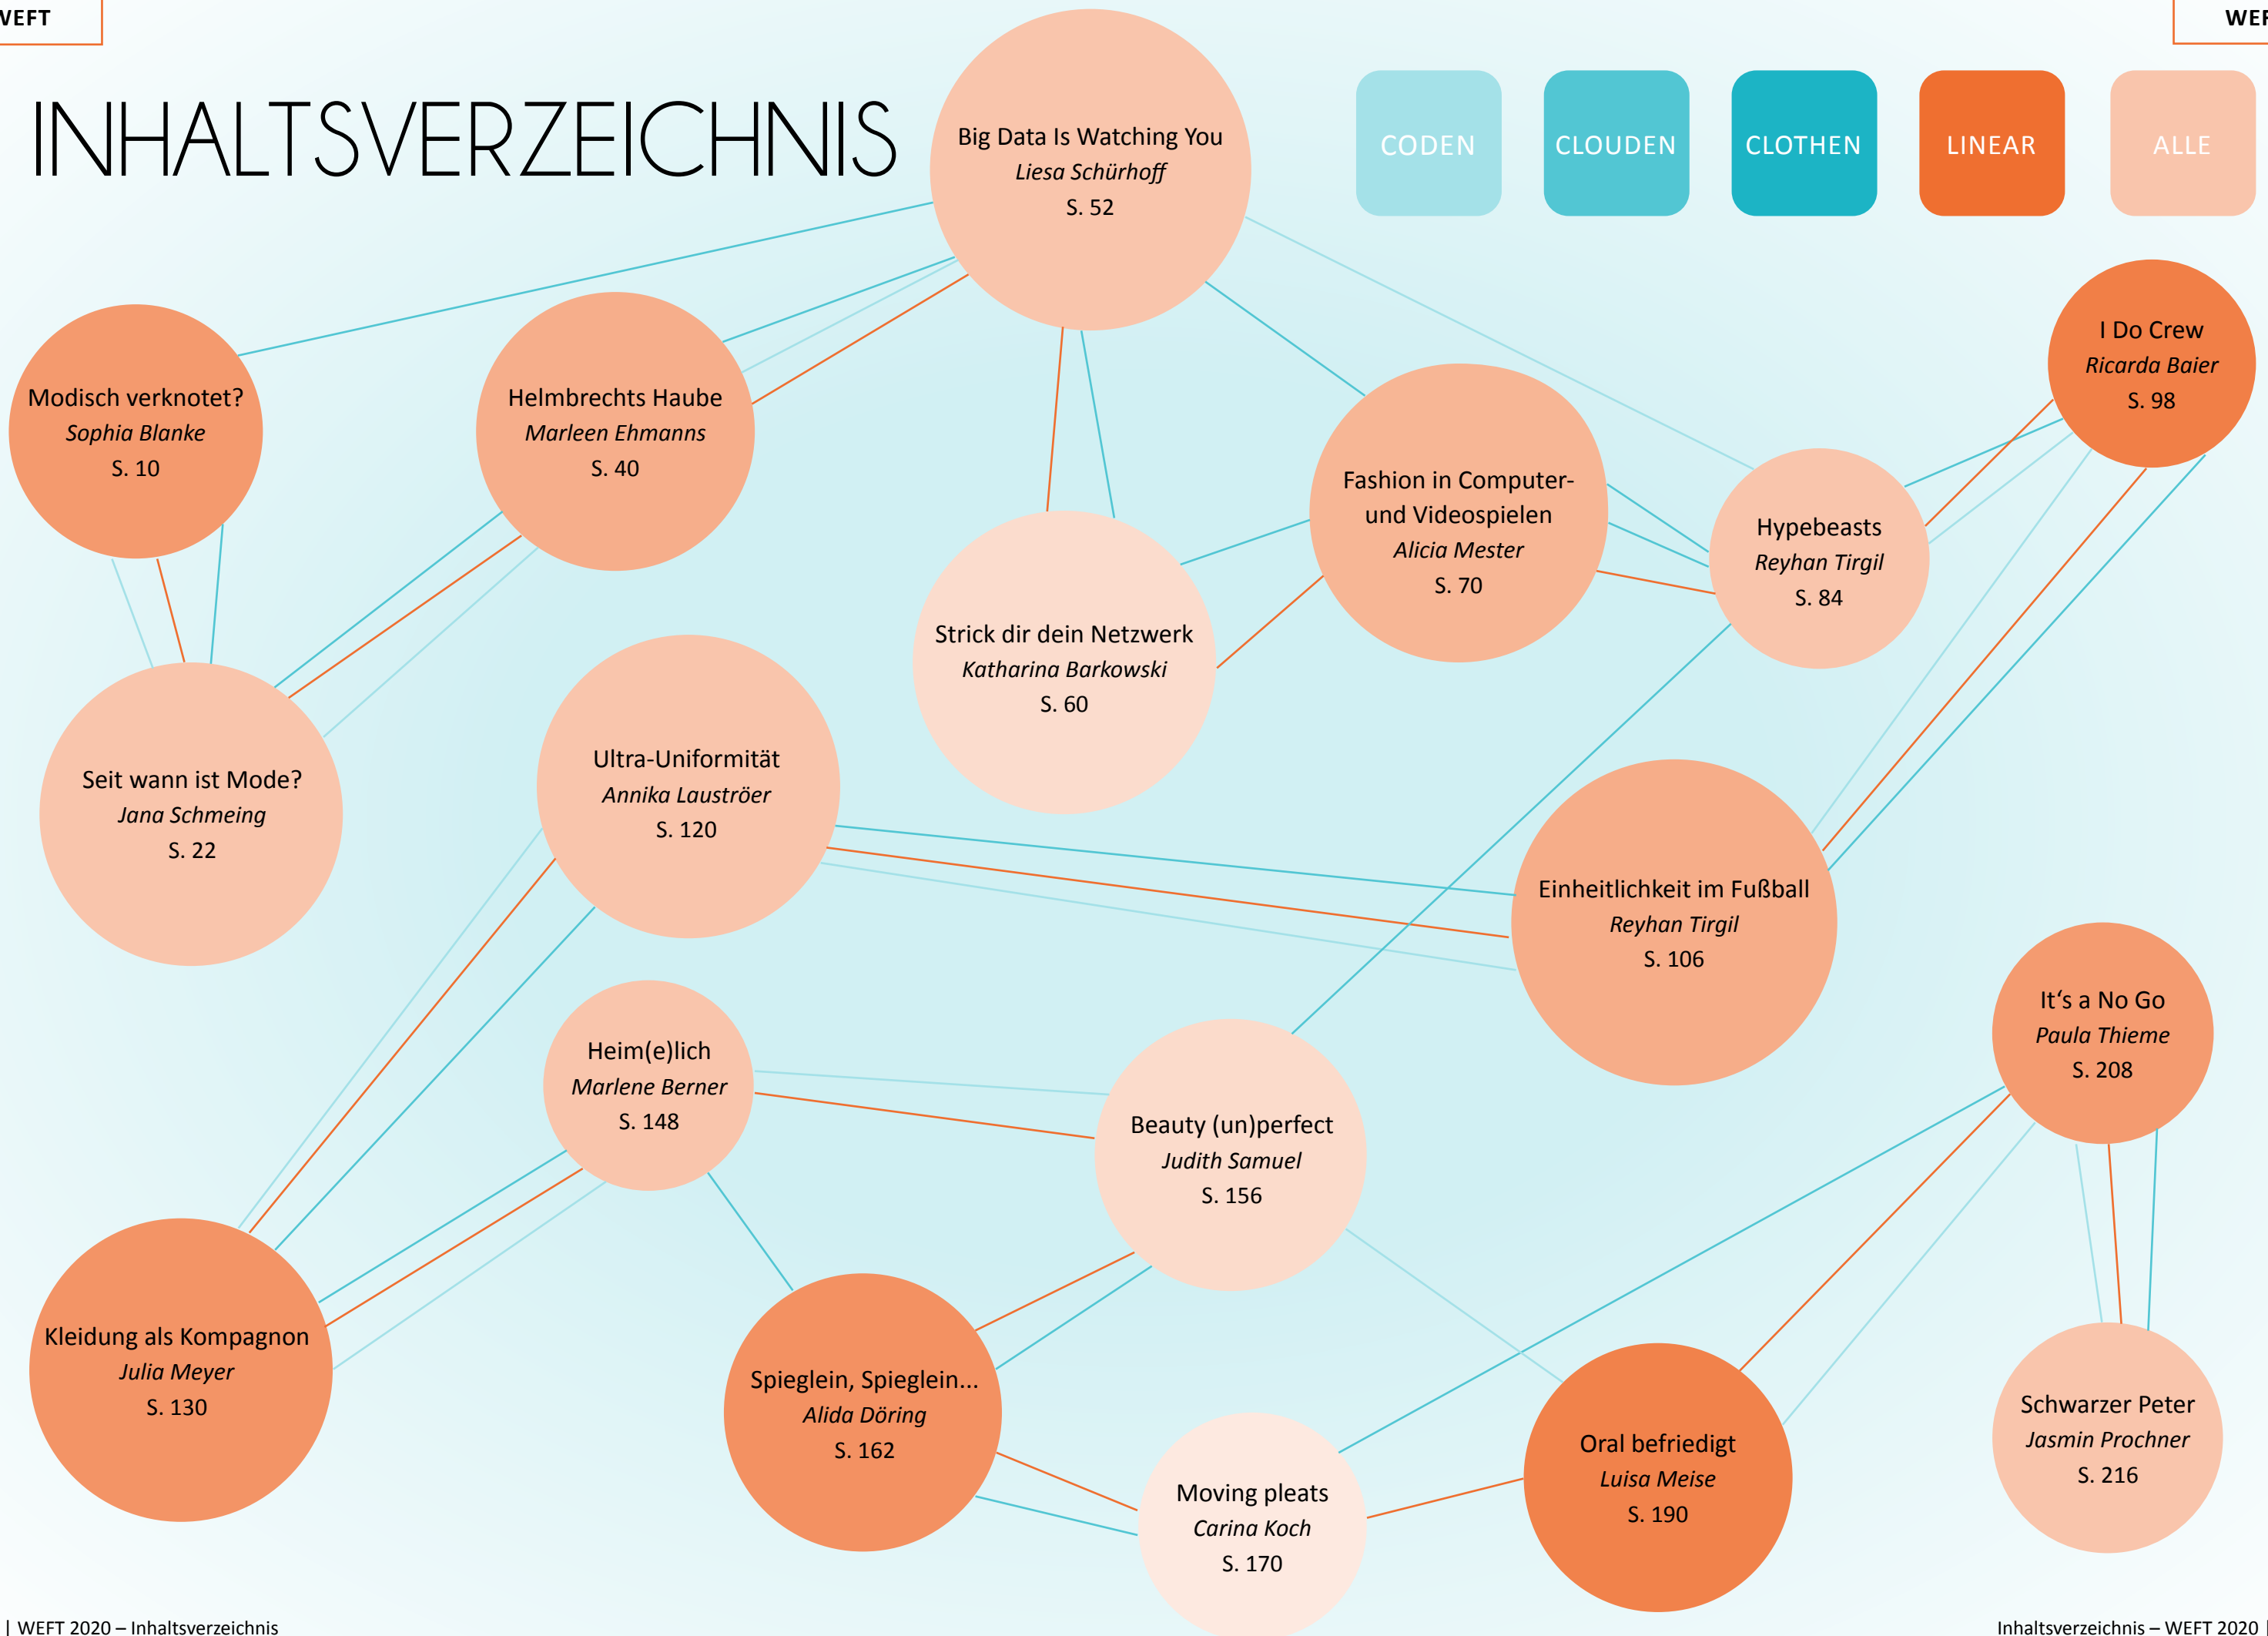 WEFT
INHALTSVERZEICHNIS
CODEN
CLOUDEN
CLOTHEN
LINEAR
ALLE
Big Data Is Watching You
Liesa Schürhoff
S. 52
Modisch verknotet?
Sophia Blanke
S. 10
Helmbrechts Haube
Marleen Ehmanns
S. 40
Fashion in Computer-
und Videospielen
Alicia Mester
S. 70
Hypebeasts
Reyhan Tirgil
S. 84
I Do Crew
Ricarda Baier
S. 98
Seit wann ist Mode?
Jana Schmeing
S. 22
Ultra-Uniformität
Annika Lauströer
S. 120
Strick dir dein Netzwerk
Katharina Barkowski
S. 60
Einheitlichkeit im Fußball
Reyhan Tirgil
S. 106
Heim(e)lich
Marlene Berner
S. 148
Beauty (un)perfect
Judith Samuel
S. 156
It‘s a No Go
Paula Thieme
S. 208
Kleidung als Kompagnon
Julia Meyer
S. 130
Spieglein, Spieglein...
Alida Döring
S. 162
Moving pleats
Carina Koch
S. 170
Oral befriedigt
Luisa Meise
S. 190
Schwarzer Peter
Jasmin Prochner
S. 216
| WEFT 2020 – Inhaltsverzeichnis
Inhaltsverzeichnis – WEFT 2020 |